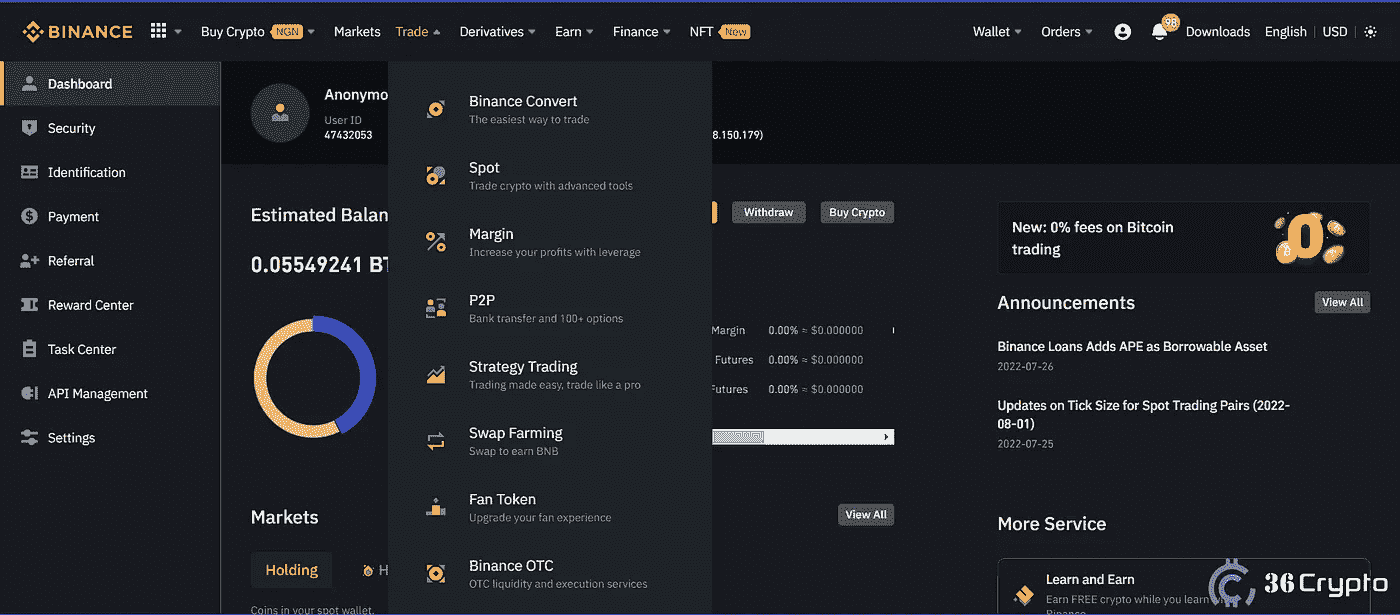 BINANCE
Buy Crypto NGN
Markets
Trade
Derivatives
Earn
Finance
NFT New
Wallet
Orders
98
Downloads
English
USD
Dashboard
Security
Identification
Payment
Referral
Reward Center
Task Center
API Management
Settings
Anonymo
User ID
47432053
8.150.179)
Binance Convert
The easiest way to trade
Spot
Trade crypto with advanced tools
Margin
Increase your profits with leverage
P2P
Bank transfer and 100+ options
Strategy Trading
Trading made easy, trade like a pro
Swap Farming
Swap to earn BNB
Fan Token
Upgrade your fan experience
Binance OTC
OTC liquidity and execution services
Estimated Balan
0.05549241 BT
Withdraw
Buy Crypto
Margin 0.00% ≈ $0.000000
Futures 0.00% ≈ $0.000000
Futures 0.00% ≈ $0.000000
Markets
View All
Holding
H
Coins in your spot wallet.
New: 0% fees on Bitcoin
trading
0
Announcements
View All
Binance Loans Adds APE as Borrowable Asset
2022-07-26
Updates on Tick Size for Spot Trading Pairs (2022-
08-01)
2022-07-25
More Service
Learn and Earn
Earn FREE crypto while you learn
Binance
36Crypto